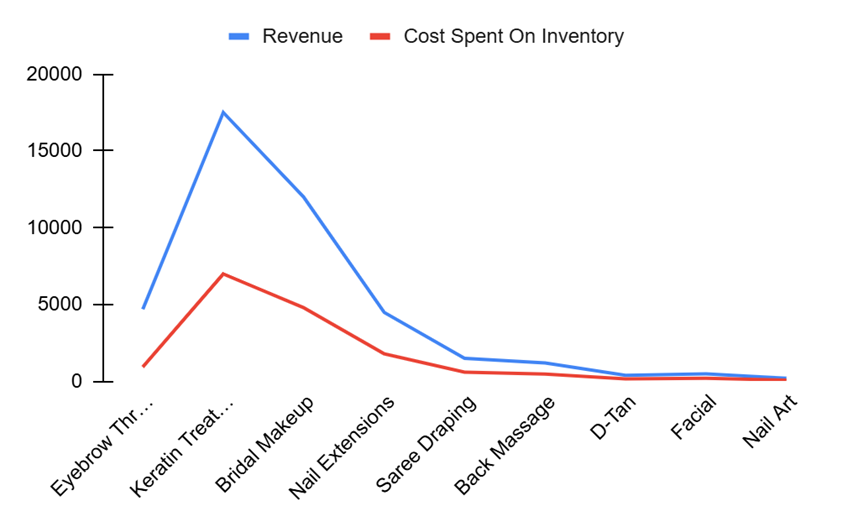 Revenue
Cost Spent On Inventory
20000
15000
10000
5000
0
Eyebrow Thr...
Keratin Treat...
Bridal Makeup
Nail Extensions
Saree Draping
Back Massage
D-Tan
Facial
Nail Art